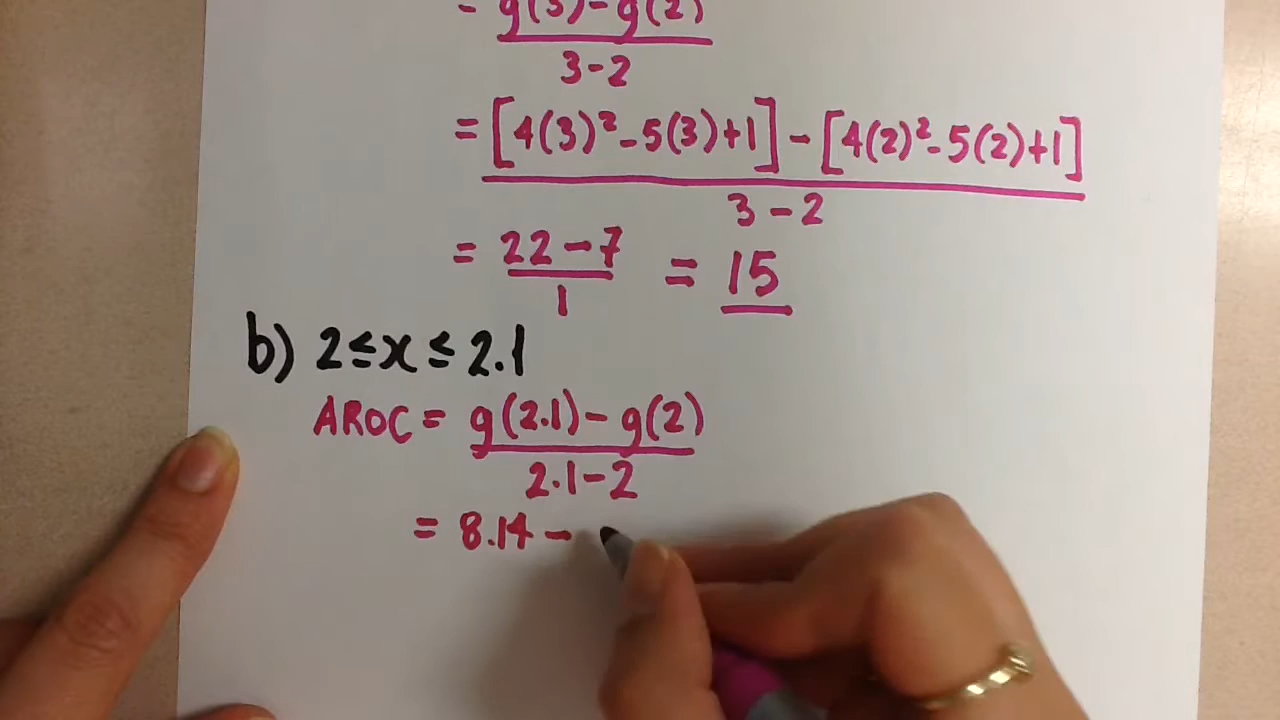 = g(3)-g(2)
3-2
= [4(3)²-5(3)+1] - [4(2)²-5(2)+1]
3-2
= 22-7 = 15
1
b) 2≤x≤2.1
AROC = g(2.1)-g(2)
2.1-2
= 8.14 -